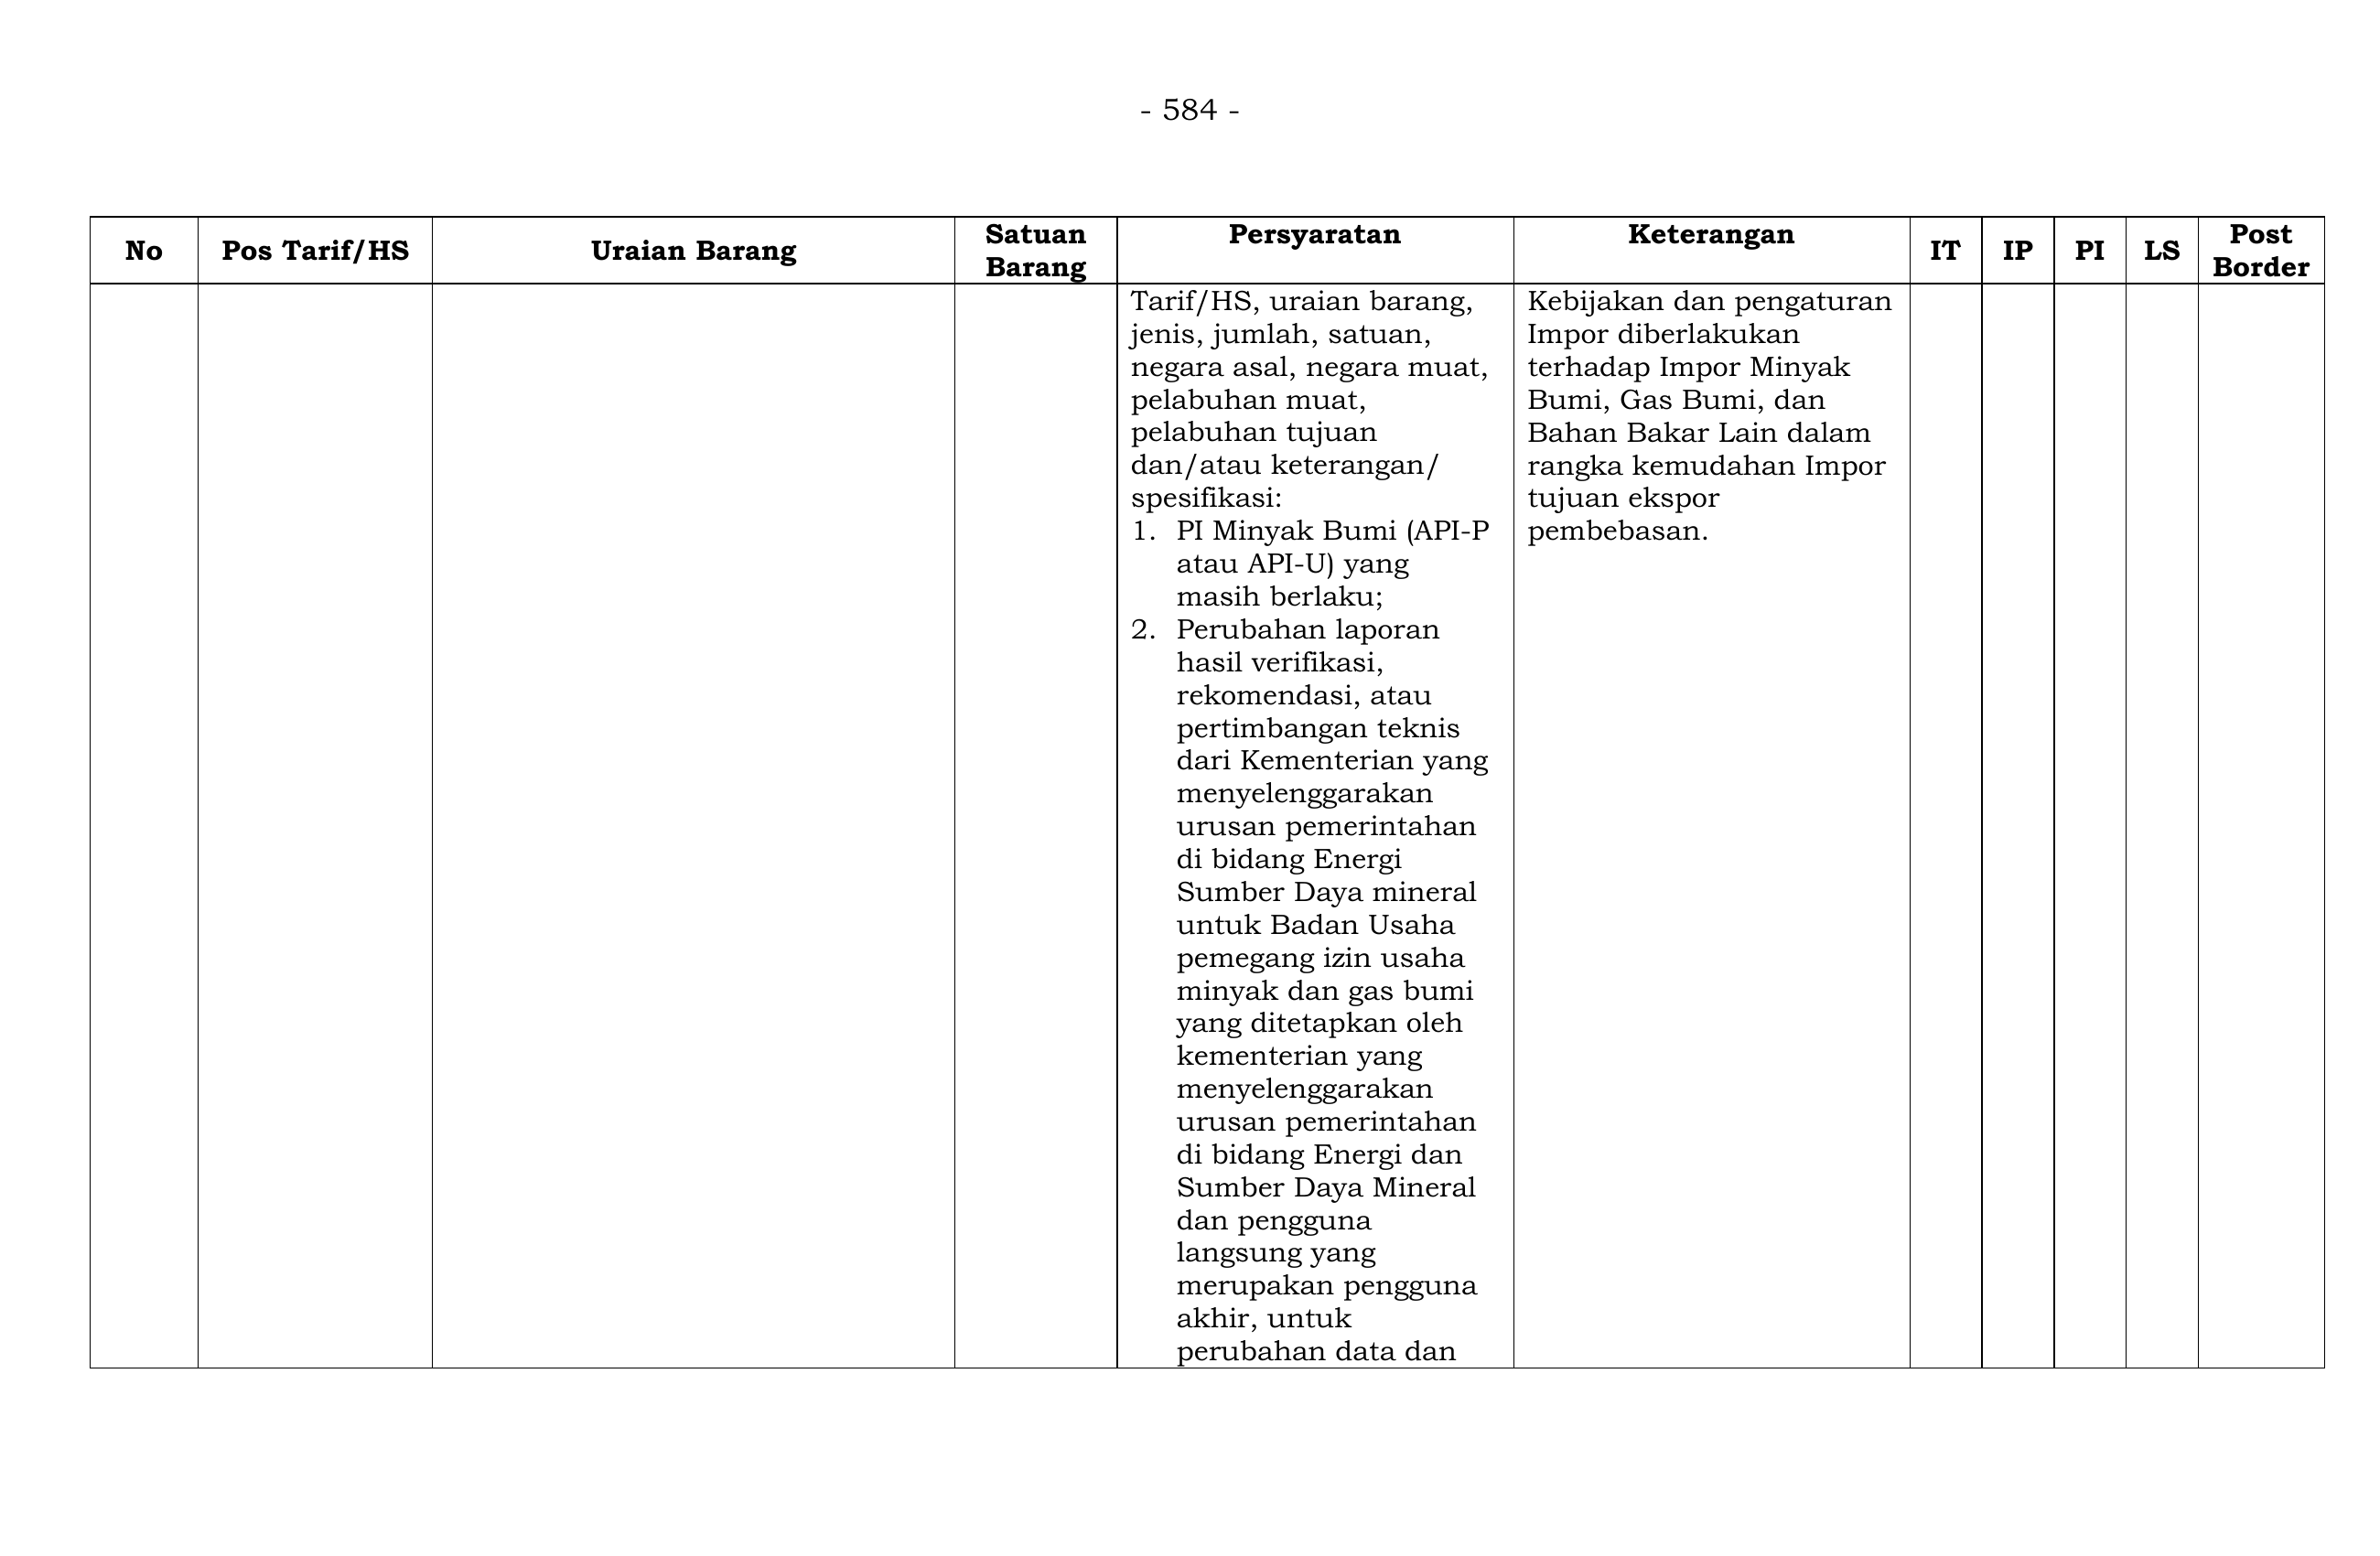 - 584 -
No
Pos Tarif/HS
Uraian Barang
Satuan
Barang
Persyaratan
Keterangan
IT
IP
PI
LS
Post
Border
Tarif/HS, uraian barang,
jenis, jumlah, satuan,
negara asal, negara muat,
pelabuhan muat,
pelabuhan tujuan
dan/atau keterangan/
spesifikasi:
1. PI Minyak Bumi (API-P
atau API-U) yang
masih berlaku;
2. Perubahan laporan
hasil verifikasi,
rekomendasi, atau
pertimbangan teknis
dari Kementerian yang
menyelenggarakan
urusan pemerintahan
di bidang Energi
Sumber Daya mineral
untuk Badan Usaha
pemegang izin usaha
minyak dan gas bumi
yang ditetapkan oleh
kementerian yang
menyelenggarakan
urusan pemerintahan
di bidang Energi dan
Sumber Daya Mineral
dan pengguna
langsung yang
merupakan pengguna
akhir, untuk
perubahan data dan
Kebijakan dan pengaturan
Impor diberlakukan
terhadap Impor Minyak
Bumi, Gas Bumi, dan
Bahan Bakar Lain dalam
rangka kemudahan Impor
tujuan ekspor
pembebasan.